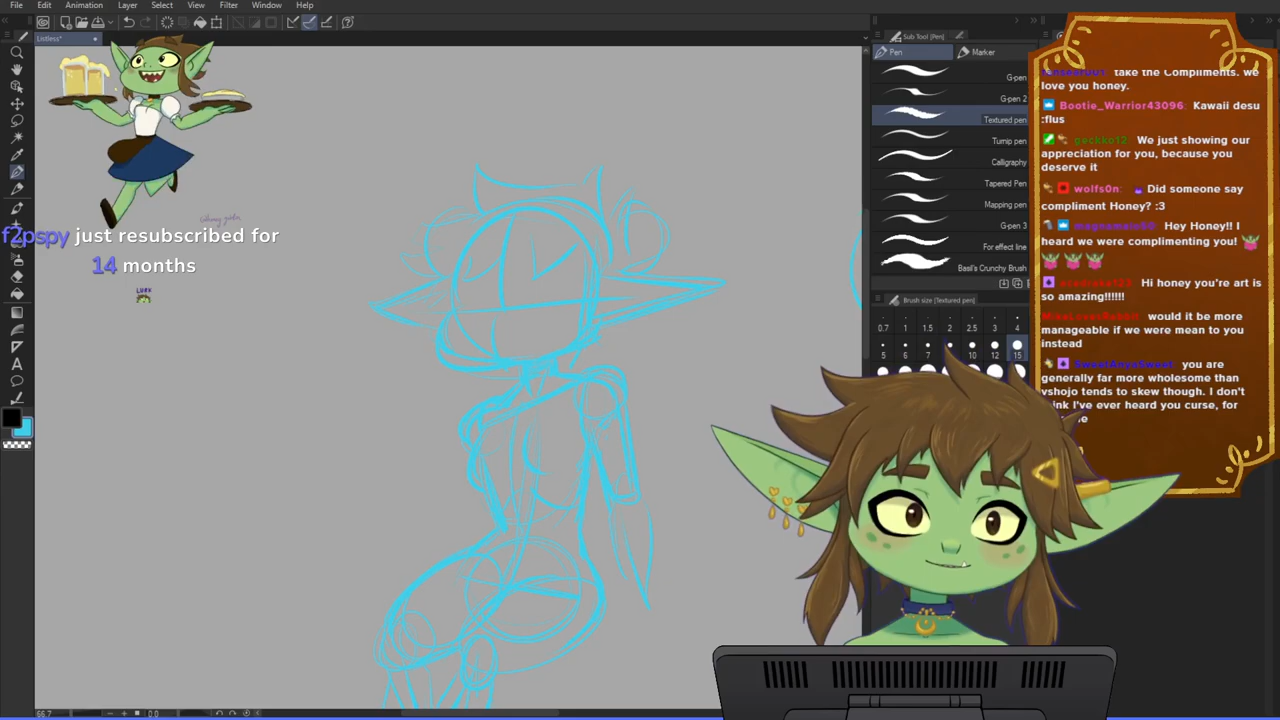 File Edit Animation Layer Select View Filter Window Help
Listless*
Sub Tool [Pen]
Pen Marker
G-pen
G-pen 2
Textured pen
Turnip pen
Calligraphy
Tapered Pen
Mapping pen
G-pen 3
For effect line
Basil's Crunchy Brush
Brush size [Textured pen]
0.7 1 1.5 2 2.5 3 4
5 6 7 8 10 12 15
f2pspy just resubscribed for
14 months
LURK
take the Compliments. we
love you honey.
Bootie_Warrior43096: Kawaii desu
:flus
geckko12: We just showing our
appreciation for you, because you
deserve it
wolfs0n: Did someone say
compliment Honey? :3
Hey Honey!! I
heard we were complimenting you!
Hi honey you're art is
so amazing!!!!!!
would it be more
manageable if we were mean to you
instead
you are
generally far more wholesome than
vshojo tends to skew though. I don't
think I've ever heard you curse, for
66.7 0.0